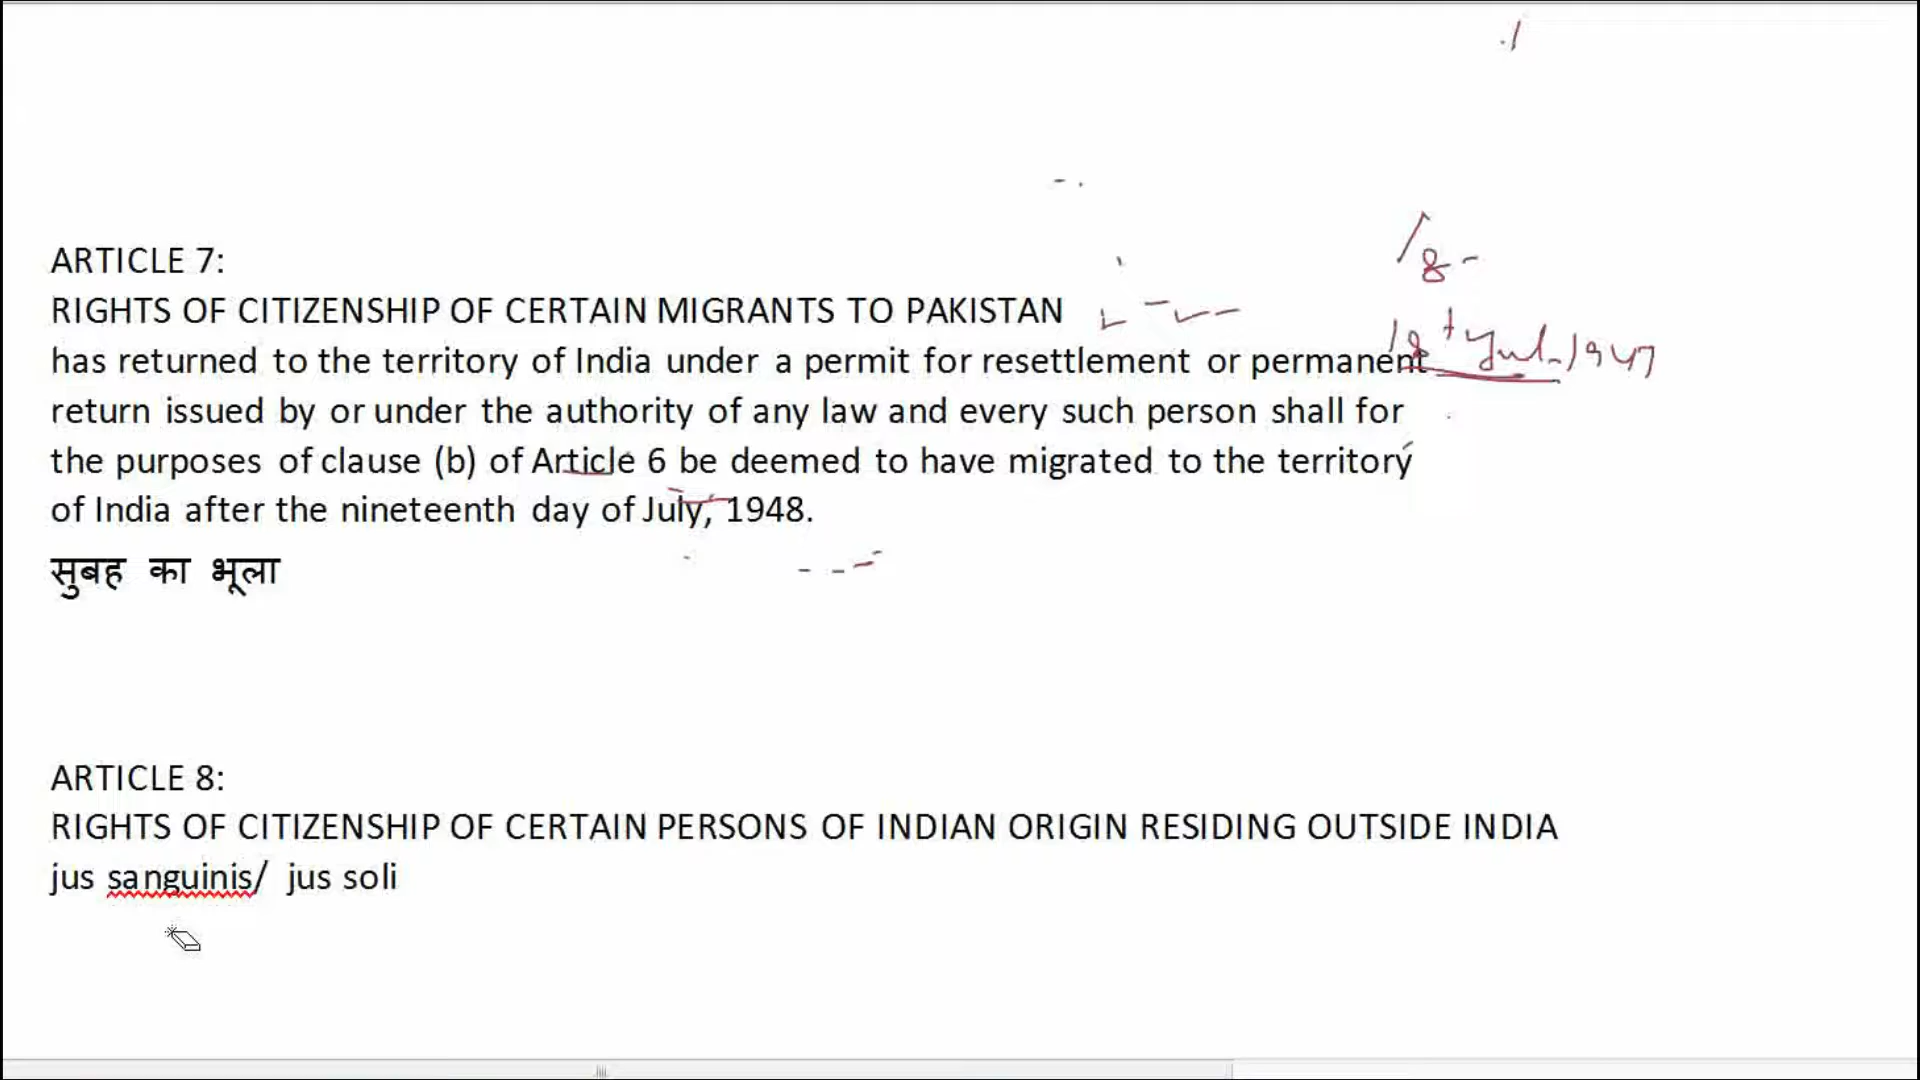 ARTICLE 7:
RIGHTS OF CITIZENSHIP OF CERTAIN MIGRANTS TO PAKISTAN
has returned to the territory of India under a permit for resettlement or permanent
18 July 1947
return issued by or under the authority of any law and every such person shall for
the purposes of clause (b) of Article 6 be deemed to have migrated to the territory
of India after the nineteenth day of July, 1948.
सुबह का भूला
ARTICLE 8:
RIGHTS OF CITIZENSHIP OF CERTAIN PERSONS OF INDIAN ORIGIN RESIDING OUTSIDE INDIA
jus sanguinis/ jus soli